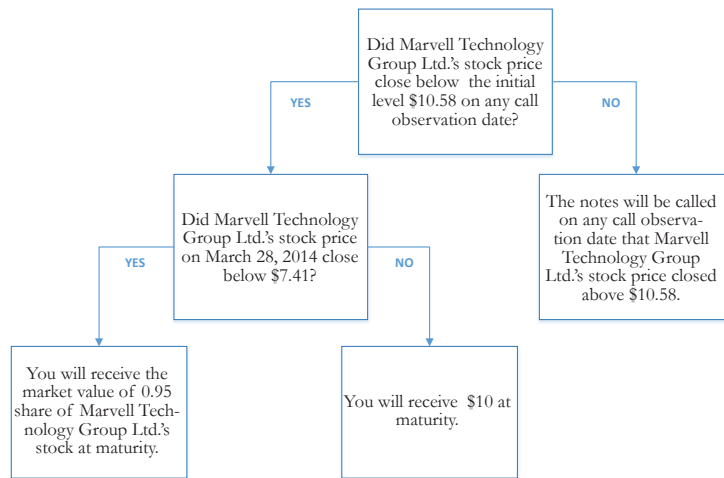 Did Marvell Technology
Group Ltd.'s stock price
close below the initial
level $10.58 on any call
observation date?
YES
NO
Did Marvell Technology
Group Ltd.'s stock price
on March 28, 2014 close
below $7.41?
The notes will be called
on any call observa-
tion date that Marvell
Technology Group
Ltd.'s stock price closed
above $10.58.
YES
NO
You will receive the
market value of 0.95
share of Marvell Tech-
nology Group Ltd.'s
stock at maturity.
You will receive $10 at
maturity.